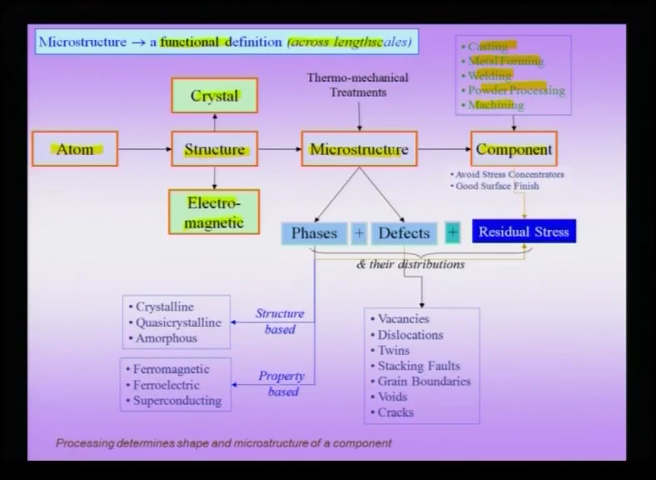 Microstructure → a functional definition (across lengthscales)
• Casting
• Metal Forming
• Welding
• Powder Processing
• Machining
Thermo-mechanical
Treatments
Crystal
Atom
Structure
Microstructure
Component
• Avoid Stress Concentrators
• Good Surface Finish
Electro-
magnetic
Phases + Defects + Residual Stress
& their distributions
• Crystalline
• Quasicrystalline
• Amorphous
Structure
based
• Ferromagnetic
• Ferroelectric
• Superconducting
Property
based
• Vacancies
• Dislocations
• Twins
• Stacking Faults
• Grain Boundaries
• Voids
• Cracks
Processing determines shape and microstructure of a component